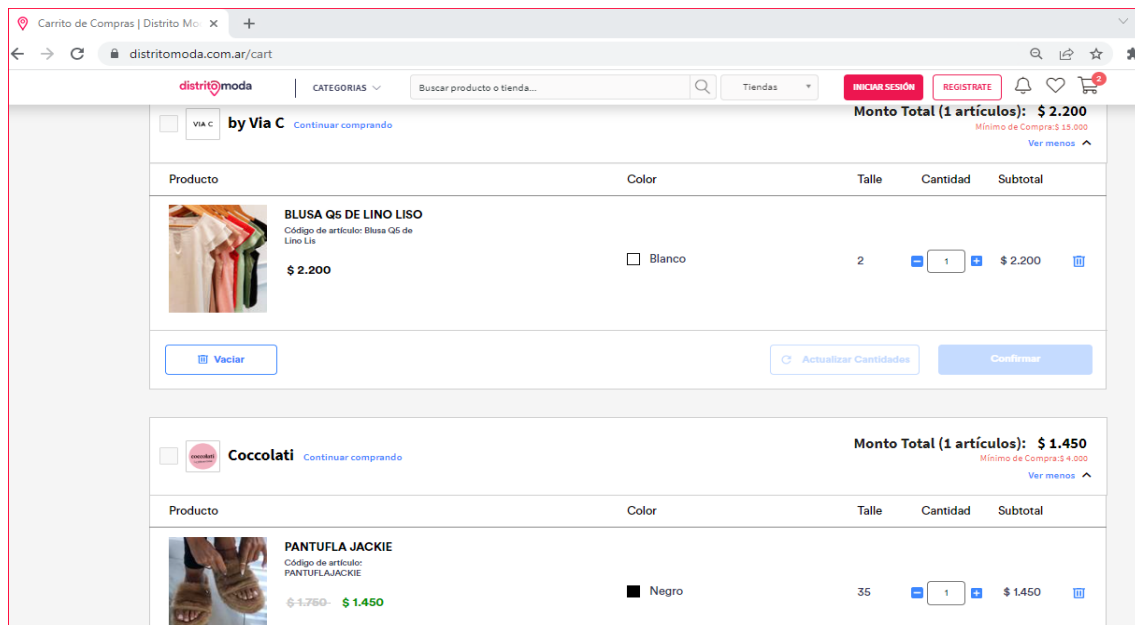 Carrito de Compras | Distrito Mo
distritomoda.com.ar/cart
distritomoda CATEGORIAS Buscar producto o tienda... Tiendas INICIAR SESIÓN REGISTRATE 2
VIA C by Via C Continuar comprando Monto Total (1 artículos): $ 2.200
Mínimo de Compra:$ 15.000
Ver menos
Producto Color Talle Cantidad Subtotal
BLUSA Q5 DE LINO LISO
Código de artículo: Blusa Q5 de
Lino Lis
Blanco 2 1 $ 2.200
$ 2.200
Vaciar Actualizar Cantidades Confirmar
coccolati Coccolati Continuar comprando Monto Total (1 artículos): $ 1.450
Mínimo de Compra:$ 4.000
Ver menos
Producto Color Talle Cantidad Subtotal
PANTUFLA JACKIE
Código de artículo:
PANTUFLAJACKIE
Negro 35 1 $ 1.450
$ 1.750 $ 1.450